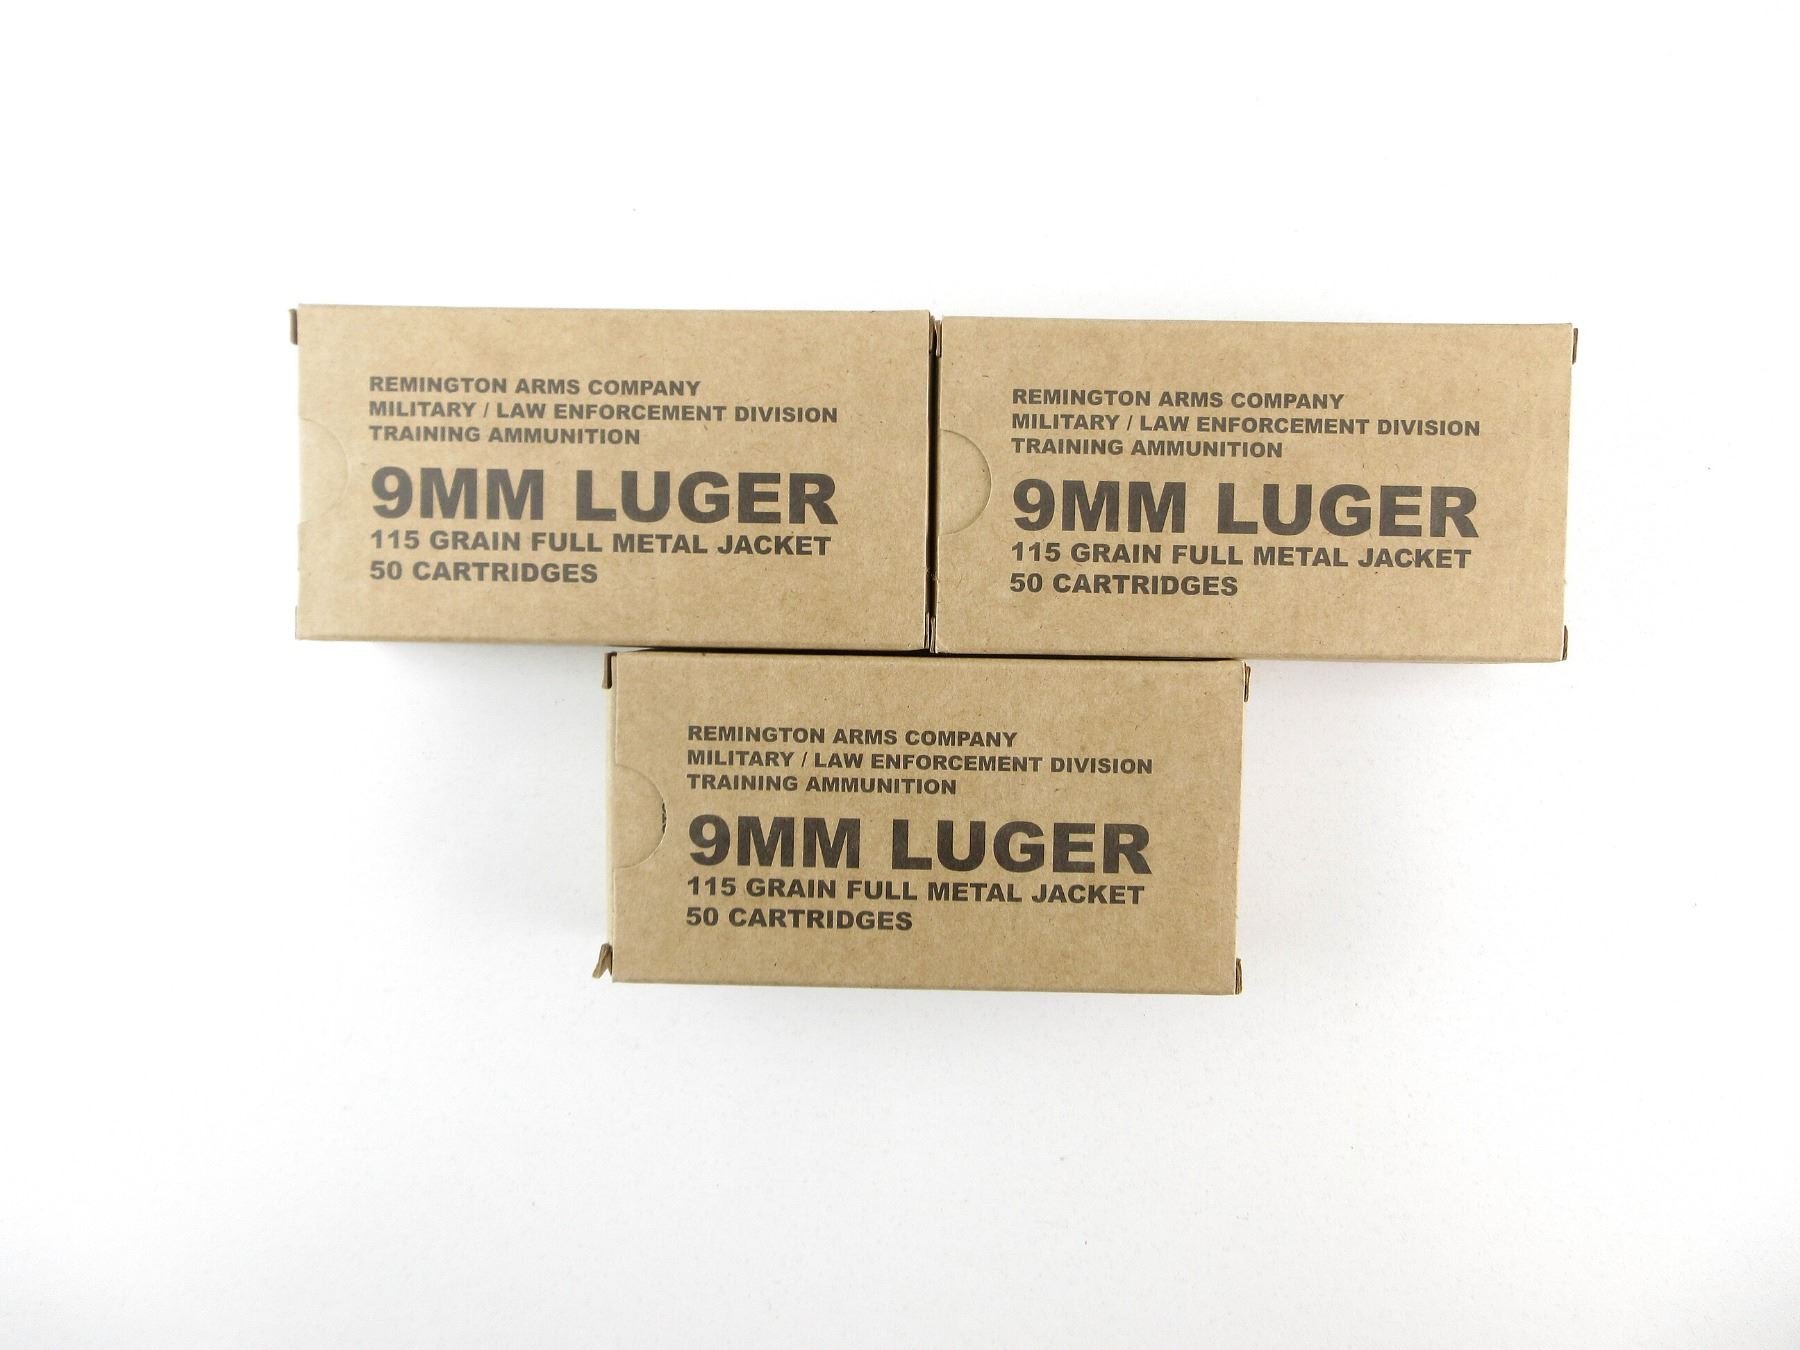 REMINGTON ARMS COMPANY
MILITARY / LAW ENFORCEMENT DIVISION
TRAINING AMMUNITION
9MM LUGER
115 GRAIN FULL METAL JACKET
50 CARTRIDGES
REMINGTON ARMS COMPANY
MILITARY / LAW ENFORCEMENT DIVISION
TRAINING AMMUNITION
9MM LUGER
115 GRAIN FULL METAL JACKET
50 CARTRIDGES
REMINGTON ARMS COMPANY
MILITARY / LAW ENFORCEMENT DIVISION
TRAINING AMMUNITION
9MM LUGER
115 GRAIN FULL METAL JACKET
50 CARTRIDGES